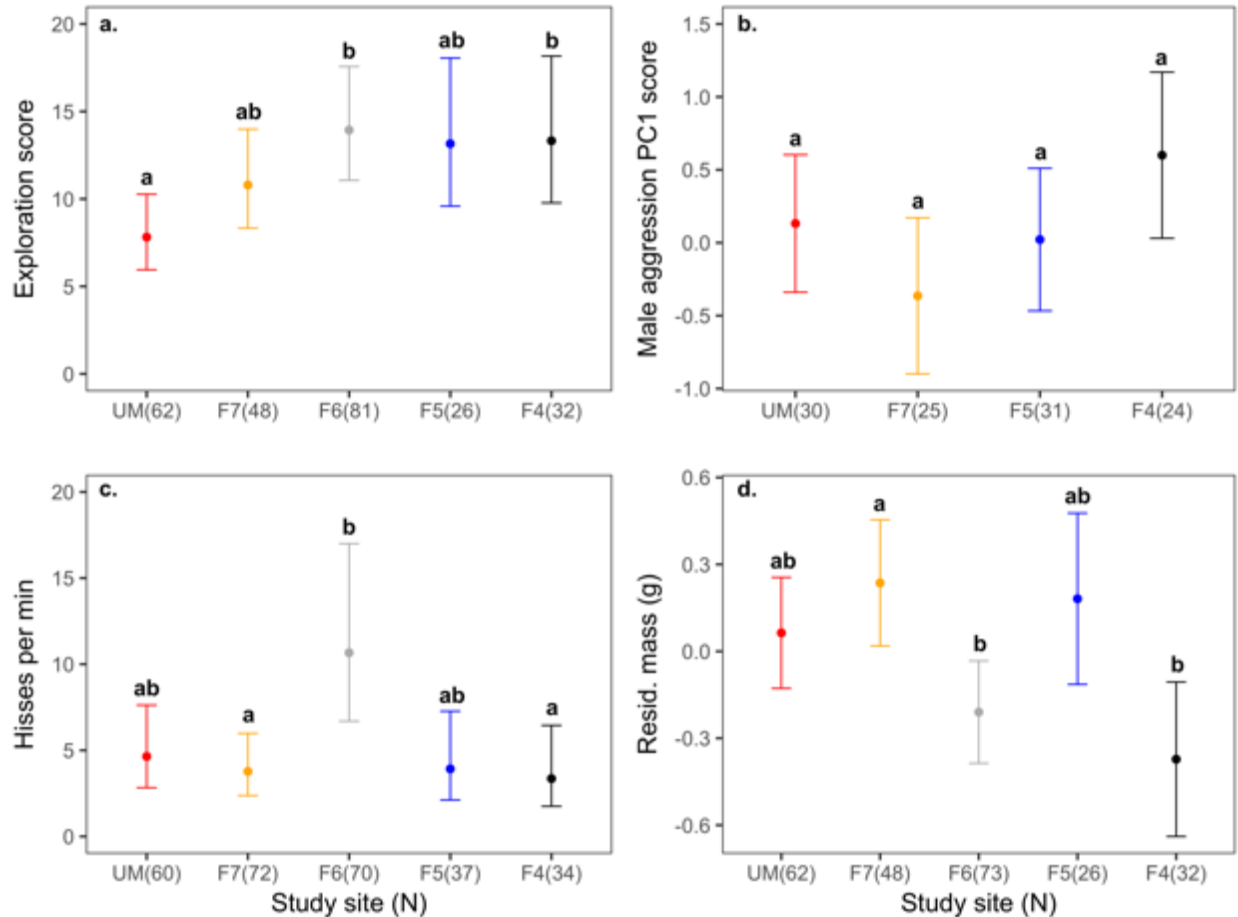 a.
Exploration score
20
15
10
5
0
a
ab
b
ab
b
UM(62) F7(48) F6(81) F5(26) F4(32)
b.
Male aggression PC1 score
1.5
1.0
0.5
0.0
-0.5
-1.0
a
a
a
a
UM(30) F7(25) F5(31) F4(24)
c.
Hisses per min
20
15
10
5
0
ab
a
b
ab
a
UM(60) F7(72) F6(70) F5(37) F4(34)
Study site (N)
d.
Resid. mass (g)
0.6
0.3
0.0
-0.3
-0.6
ab
a
b
ab
b
UM(62) F7(48) F6(73) F5(26) F4(32)
Study site (N)